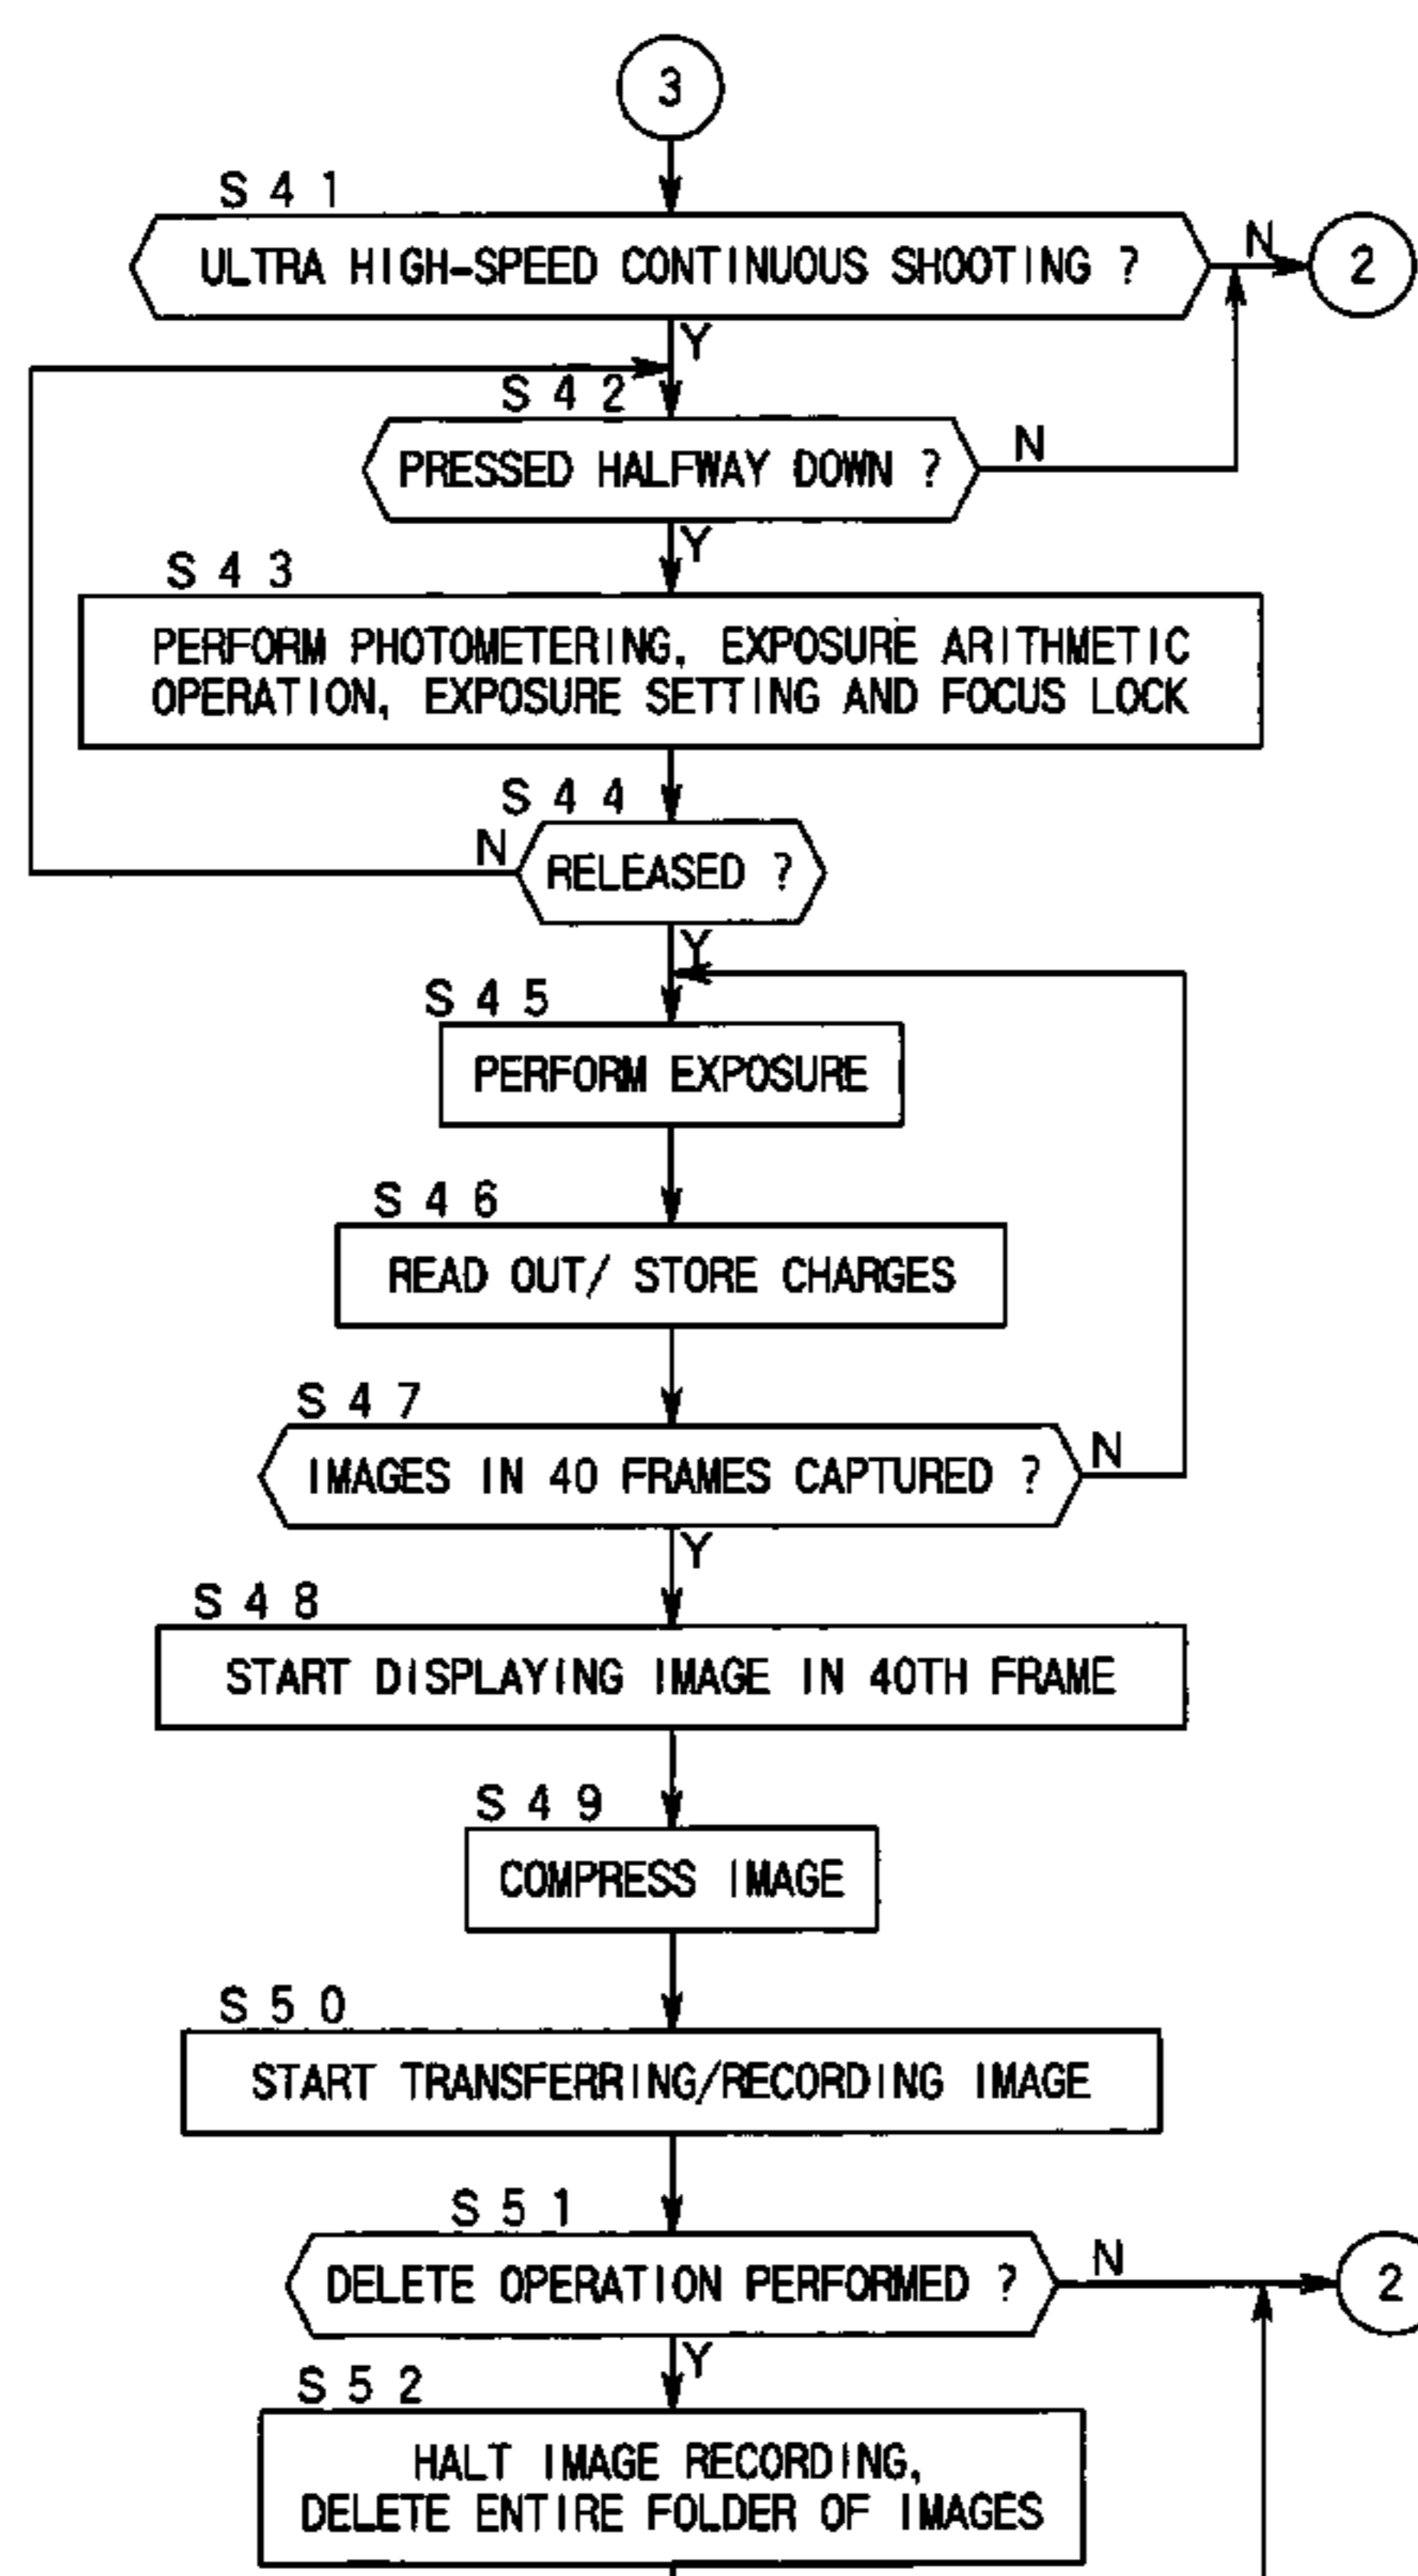 3
S 4 1
ULTRA HIGH-SPEED CONTINUOUS SHOOTING ?
N
2
Y
S 4 2
PRESSED HALFWAY DOWN ?
N
Y
S 4 3
PERFORM PHOTOMETERING, EXPOSURE ARITHMETIC
OPERATION, EXPOSURE SETTING AND FOCUS LOCK
S 4 4
N
RELEASED ?
Y
S 4 5
PERFORM EXPOSURE
S 4 6
READ OUT/ STORE CHARGES
S 4 7
IMAGES IN 40 FRAMES CAPTURED ?
N
Y
S 4 8
START DISPLAYING IMAGE IN 40TH FRAME
S 4 9
COMPRESS IMAGE
S 5 0
START TRANSFERRING/RECORDING IMAGE
S 5 1
DELETE OPERATION PERFORMED ?
N
2
Y
S 5 2
HALT IMAGE RECORDING,
DELETE ENTIRE FOLDER OF IMAGES